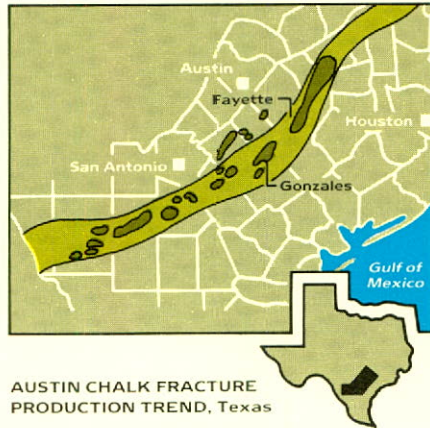 Austin
Fayette
Houston
San Antonio
Gonzales
Gulf of
Mexico
AUSTIN CHALK FRACTURE
PRODUCTION TREND, Texas